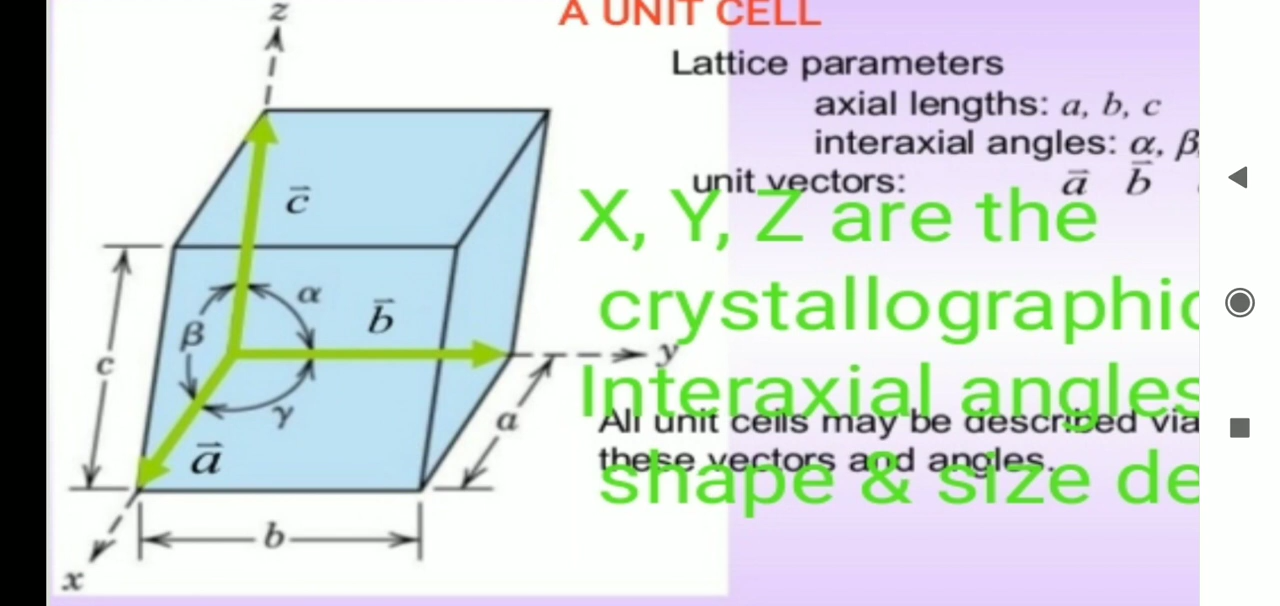 A UNIT CELL
Lattice parameters
axial lengths: a, b, c
interaxial angles: α, β
unit vectors: a̅ b̅
X, Y, Z are the
crystallographic
Interaxial angles
All unit cells may be described via
these vectors and angles.
shape & size de
z
c̅
α
b̅
β
c
y
γ
a
a̅
b
x